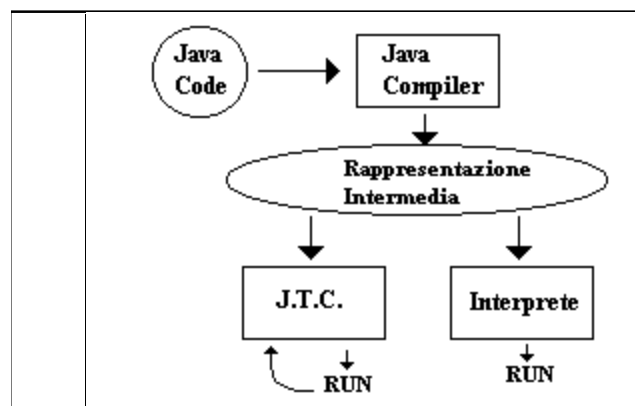 Java
Code
Java
Compiler
Rappresentazione
Intermedia
J.T.C.
Interprete
RUN
RUN